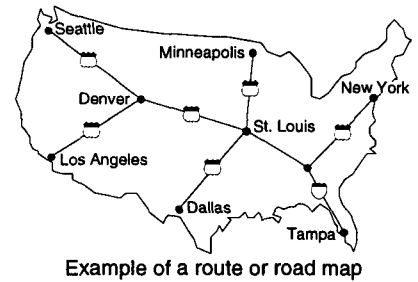 Seattle
Minneapolis
New York
Denver
St. Louis
Los Angeles
Dallas
Tampa
Example of a route or road map